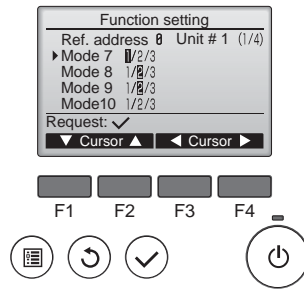 Function setting
Ref. address 0 Unit # 1 (1/4)
Mode 7 1/2/3
Mode 8 1/2/3
Mode 9 1/2/3
Mode10 1/2/3
Request: ✓
▼ Cursor ▲ ◀ Cursor ▶
F1 F2 F3 F4